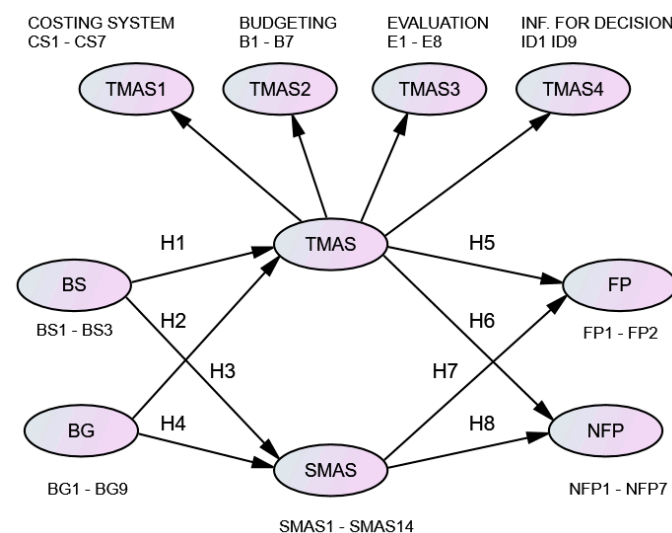 COSTING SYSTEM
CS1 - CS7
BUDGETING
B1 - B7
EVALUATION
E1 - E8
INF. FOR DECISION
ID1 ID9
TMAS1
TMAS2
TMAS3
TMAS4
H1
TMAS
H5
BS
BS1 - BS3
FP
FP1 - FP2
H2
H6
H3
H7
BG
BG1 - BG9
H4
SMAS
SMAS1 - SMAS14
H8
NFP
NFP1 - NFP7